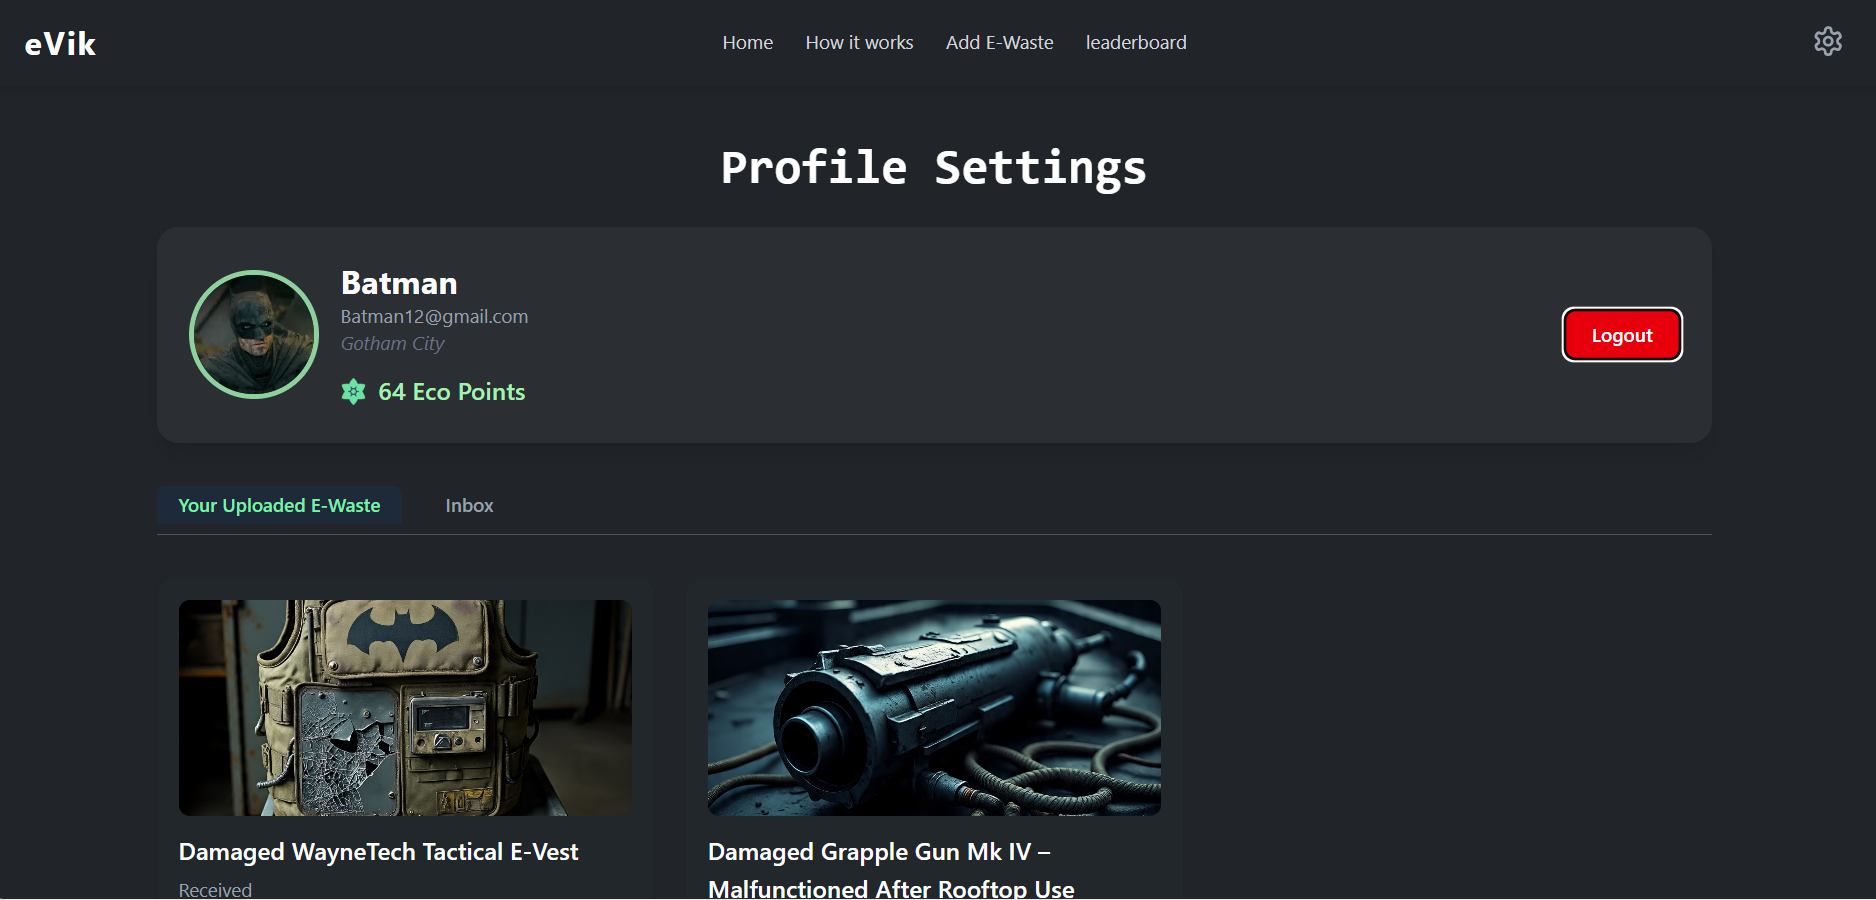 eVik
Home
How it works
Add E-Waste
leaderboard
Profile Settings
Batman
Batman12@gmail.com
Gotham City
64 Eco Points
Logout
Your Uploaded E-Waste
Inbox
Damaged WayneTech Tactical E-Vest
Received
Damaged Grapple Gun Mk IV –
Malfunctioned After Rooftop Use